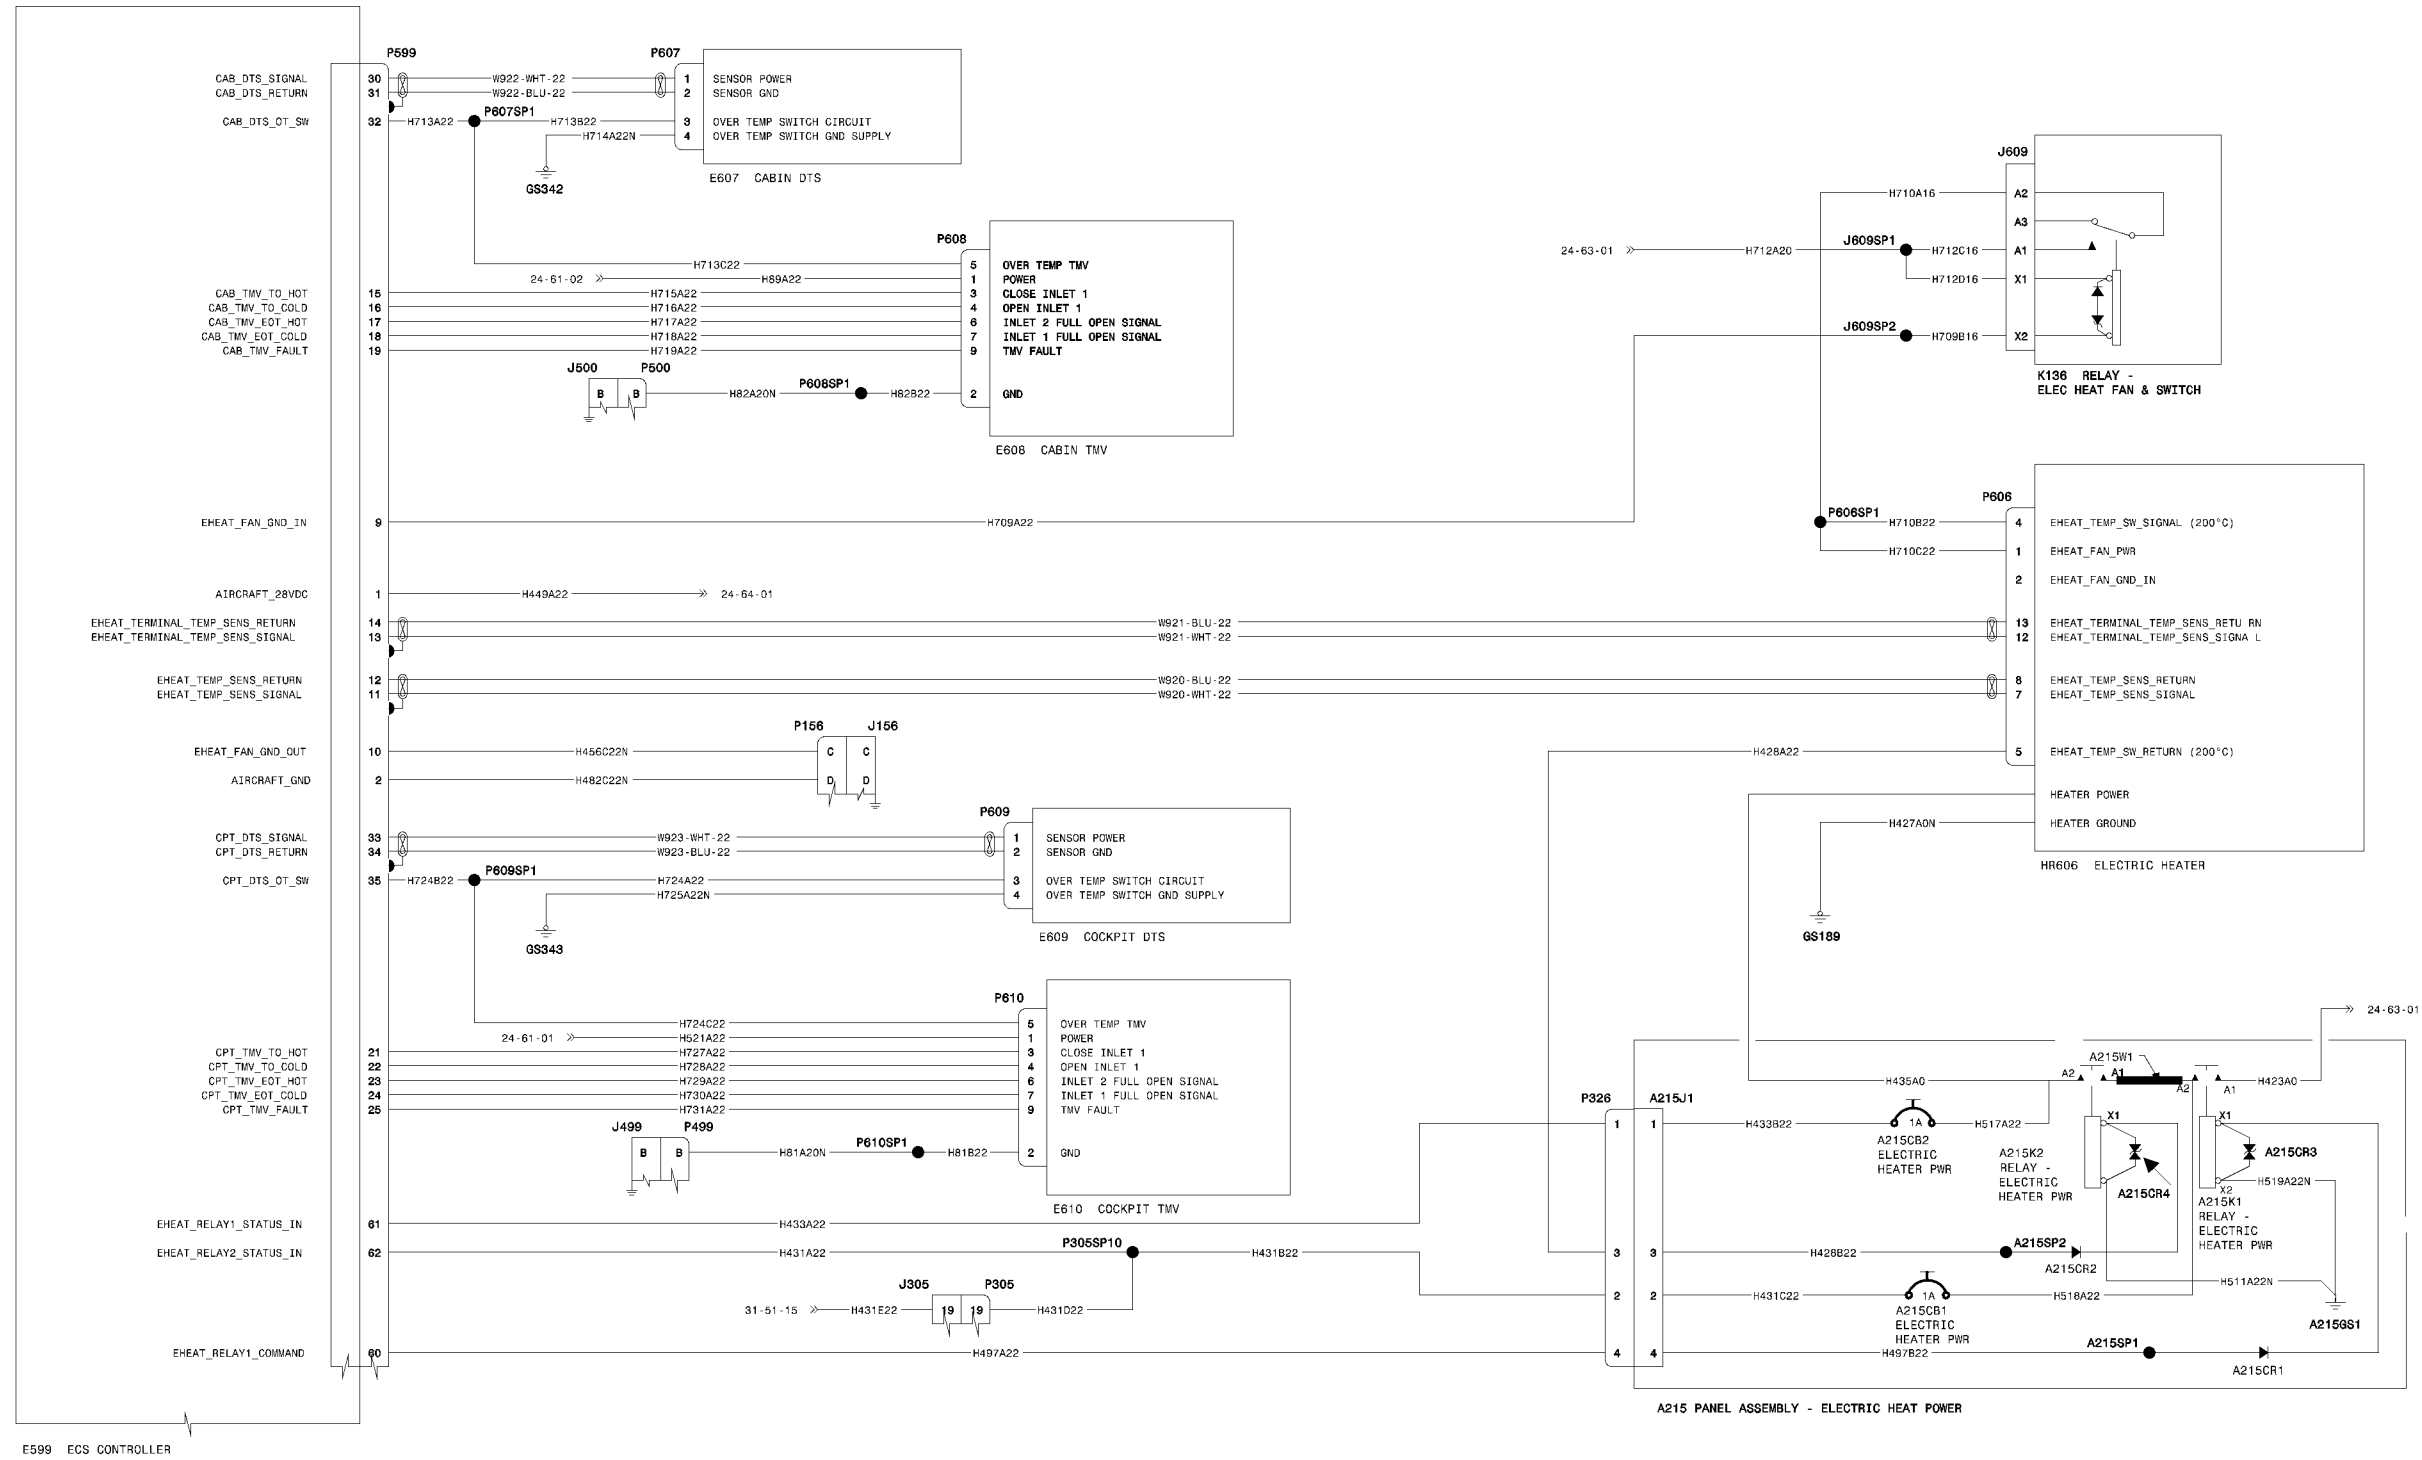 P599
CAB_DTS_SIGNAL 30 W922-WHT-22 P607 1 SENSOR POWER
CAB_DTS_RETURN 31 W922-BLU-22 2 SENSOR GND
CAB_DTS_OT_SW 32 H713A22 P607SP1 H713B22 3 OVER TEMP SWITCH CIRCUIT
H714A22N 4 OVER TEMP SWITCH GND SUPPLY
GS342
E607 CABIN DTS
P608
H713C22 5 OVER TEMP TMV
24-61-02 H89A22 1 POWER
CAB_TMV_TO_HOT 15 H715A22 3 CLOSE INLET 1
CAB_TMV_TO_COLD 16 H716A22 4 OPEN INLET 1
CAB_TMV_EOT_HOT 17 H717A22 6 INLET 2 FULL OPEN SIGNAL
CAB_TMV_EOT_COLD 18 H718A22 7 INLET 1 FULL OPEN SIGNAL
CAB_TMV_FAULT 19 H719A22 9 TMV FAULT
J500 P500
B B H82A20N P608SP1 H82B22 2 GND
E608 CABIN TMV
J609
H710A16 A2
A3
24-63-01 H712A20 J609SP1 H712C16 A1
H712D16 X1
J609SP2 H709B16 X2
K136 RELAY -
ELEC HEAT FAN & SWITCH
P606
EHEAT_FAN_GND_IN 9 H709A22 P606SP1 H710B22 4 EHEAT_TEMP_SW_SIGNAL (200°C)
H710C22 1 EHEAT_FAN_PWR
2 EHEAT_FAN_GND_IN
AIRCRAFT_28VDC 1 H449A22 24-64-01
EHEAT_TERMINAL_TEMP_SENS_RETURN 14 W921-BLU-22 13 EHEAT_TERMINAL_TEMP_SENS_RETU RN
EHEAT_TERMINAL_TEMP_SENS_SIGNAL 13 W921-WHT-22 12 EHEAT_TERMINAL_TEMP_SENS_SIGNA L
EHEAT_TEMP_SENS_RETURN 12 W920-BLU-22 8 EHEAT_TEMP_SENS_RETURN
EHEAT_TEMP_SENS_SIGNAL 11 W920-WHT-22 7 EHEAT_TEMP_SENS_SIGNAL
P156 J156
EHEAT_FAN_GND_OUT 10 H456C22N C C H428A22 5 EHEAT_TEMP_SW_RETURN (200°C)
AIRCRAFT_GND 2 H482C22N D D
HEATER POWER
H427A0N HEATER GROUND
HR606 ELECTRIC HEATER
GS189
P609
CPT_DTS_SIGNAL 33 W923-WHT-22 1 SENSOR POWER
CPT_DTS_RETURN 34 W923-BLU-22 2 SENSOR GND
CPT_DTS_OT_SW 35 H724B22 P609SP1 H724A22 3 OVER TEMP SWITCH CIRCUIT
H725A22N 4 OVER TEMP SWITCH GND SUPPLY
GS343
E609 COCKPIT DTS
P610
H724C22 5 OVER TEMP TMV
24-61-01 H521A22 1 POWER
CPT_TMV_TO_HOT 21 H727A22 3 CLOSE INLET 1
CPT_TMV_TO_COLD 22 H728A22 4 OPEN INLET 1
CPT_TMV_EOT_HOT 23 H729A22 6 INLET 2 FULL OPEN SIGNAL
CPT_TMV_EOT_COLD 24 H730A22 7 INLET 1 FULL OPEN SIGNAL
CPT_TMV_FAULT 25 H731A22 9 TMV FAULT
J499 P499
B B H81A20N P610SP1 H81B22 2 GND
E610 COCKPIT TMV
24-63-01
A215W1
H435A0 A2 A1 A2 A1 H423A0
P326 A215J1
1 1 H433B22 1A H517A22 X1 X1
A215CB2
ELECTRIC
HEATER PWR
A215K2
RELAY -
ELECTRIC
HEATER PWR
A215CR4
A215CR3
X2 H519A22N
A215K1
RELAY -
ELECTRIC
HEATER PWR
EHEAT_RELAY1_STATUS_IN 61 H433A22
EHEAT_RELAY2_STATUS_IN 62 H431A22 P305SP10 H431B22 3 3 H428B22 A215SP2
A215CR2
H511A22N
J305 P305
31-51-15 H431E22 19 19 H431D22 2 2 H431C22 1A H518A22
A215CB1
ELECTRIC
HEATER PWR
A215GS1
EHEAT_RELAY1_COMMAND 60 H497A22 4 4 H497B22 A215SP1
A215CR1
A215 PANEL ASSEMBLY - ELECTRIC HEAT POWER
E599 ECS CONTROLLER